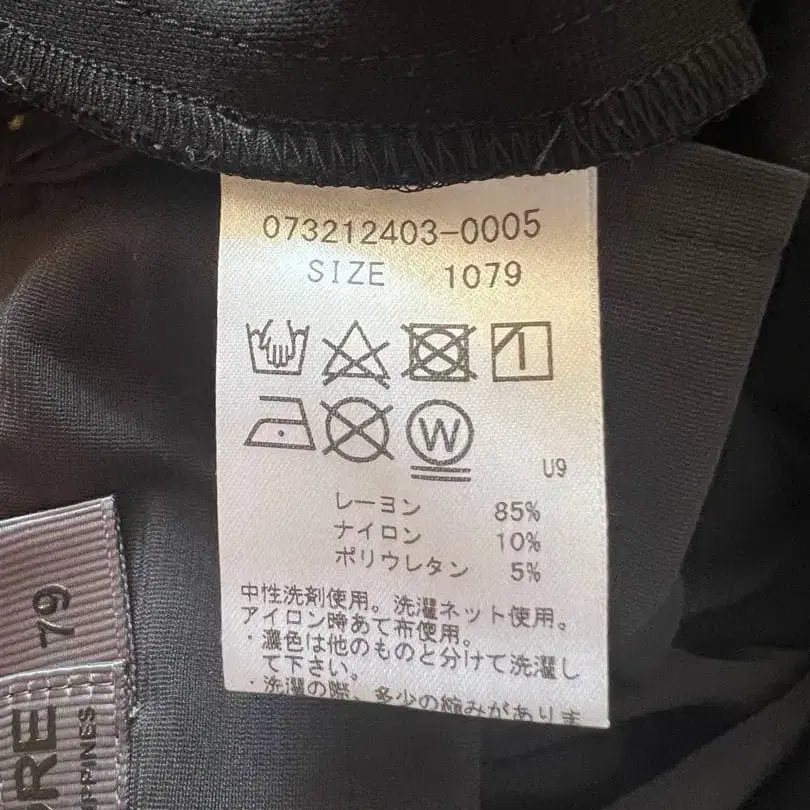 073212403-0005
SIZE 1079
W
U9
レーヨン 85%
ナイロン 10%
ポリウレタン 5%
中性洗剤使用。洗濯ネット使用。
アイロン時あて布使用。
・濃色は他のものと分けて洗濯し
て下さい。
・洗濯の際、多少の縮みがありま
79
ORE
IPPINES